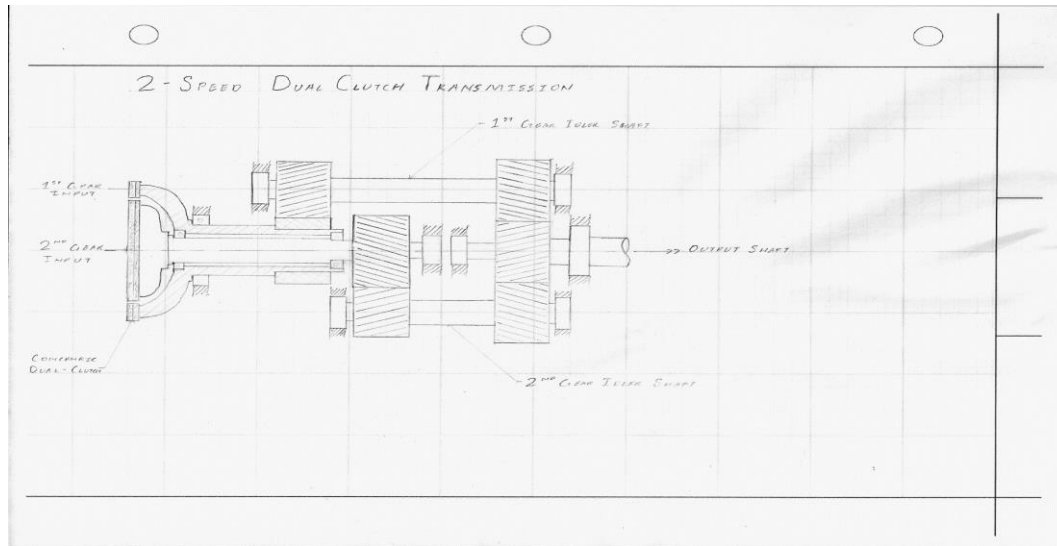 2-SPEED DUAL CLUTCH TRANSMISSION
1ST GEAR IDLER SHAFT
1ST GEAR
INPUT
2ND GEAR
INPUT
>> OUTPUT SHAFT
CONCENTRIC
DUAL-CLUTCH
2ND GEAR IDLER SHAFT